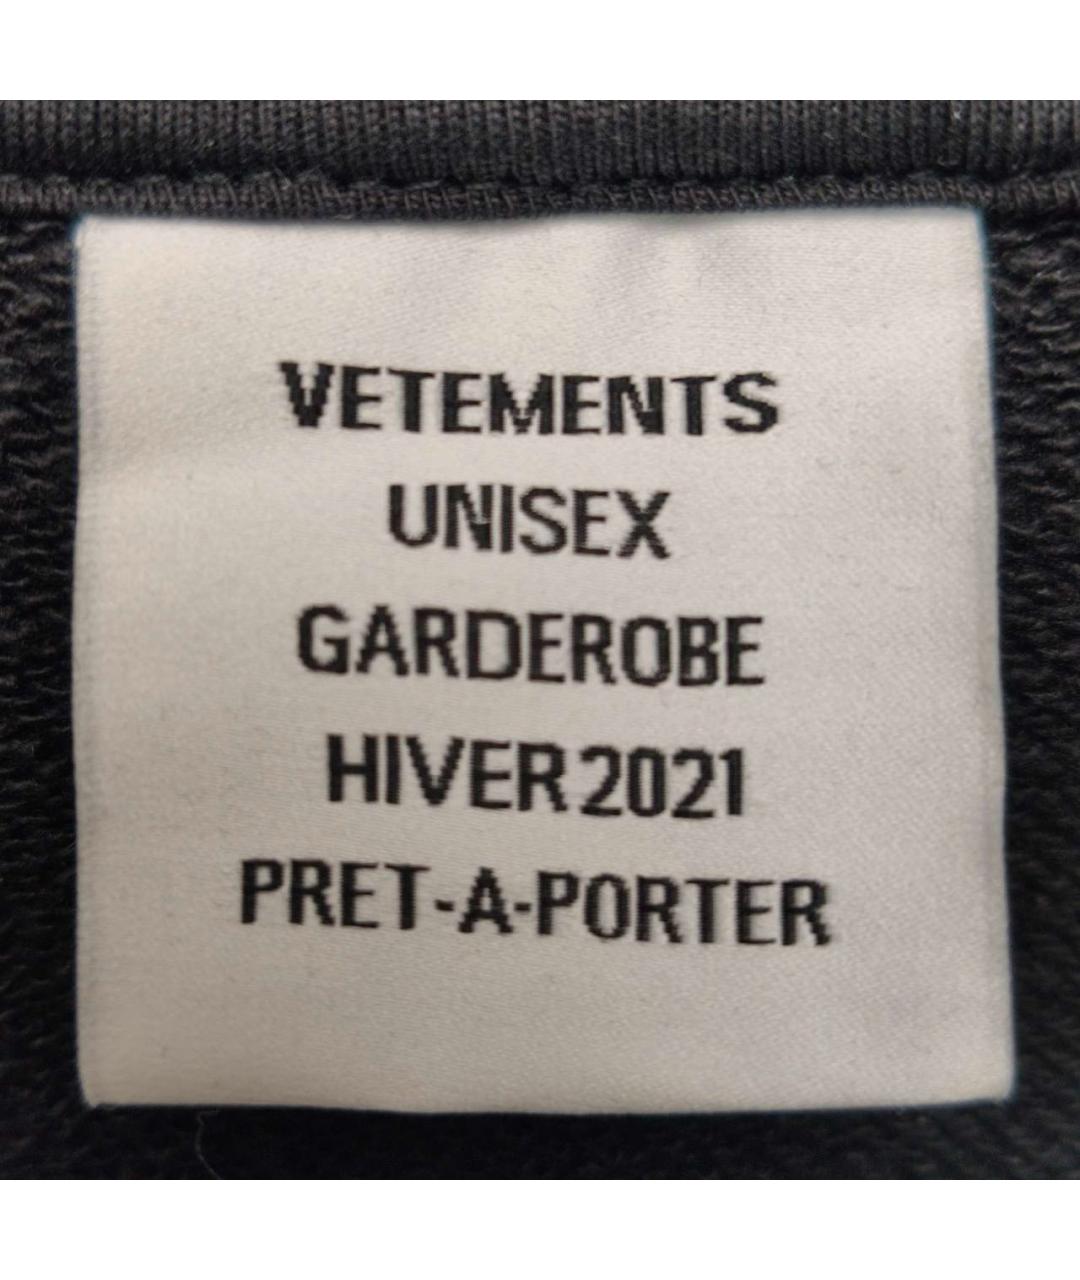 VETEMENTS
UNISEX
GARDEROBE
HIVER 2021
PRET-A-PORTER